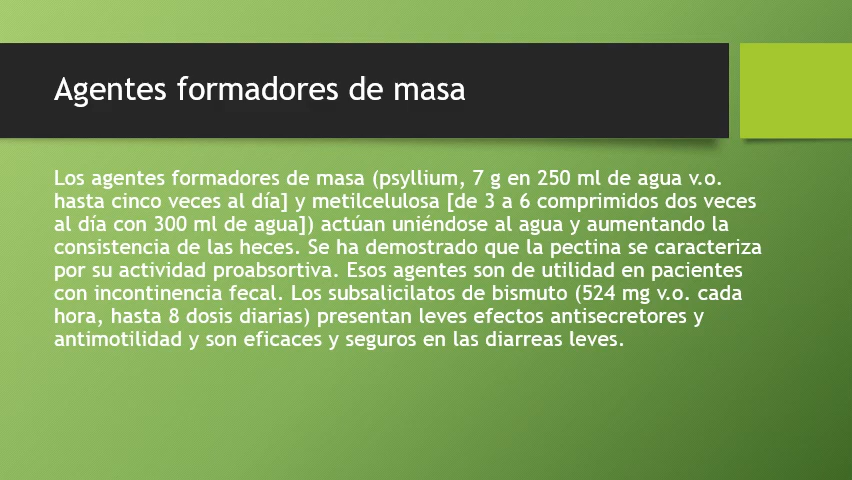 Agentes formadores de masa
Los agentes formadores de masa (psyllium, 7 g en 250 ml de agua v.o.
hasta cinco veces al día] y metilcelulosa [de 3 a 6 comprimidos dos veces
al día con 300 ml de agua]) actúan uniéndose al agua y aumentando la
consistencia de las heces. Se ha demostrado que la pectina se caracteriza
por su actividad proabsortiva. Esos agentes son de utilidad en pacientes
con incontinencia fecal. Los subsalicilatos de bismuto (524 mg v.o. cada
hora, hasta 8 dosis diarias) presentan leves efectos antisecretores y
antimotilidad y son eficaces y seguros en las diarreas leves.